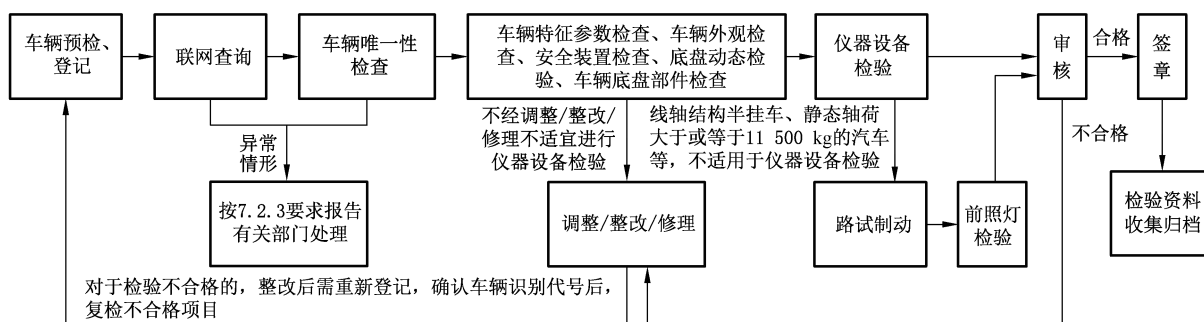 车辆预检、
登记
联网查询
车辆唯一性
检查
车辆特征参数检查、车辆外观检
查、安全装置检查、底盘动态检
验、车辆底盘部件检查
仪器设备
检验
审
核
合格
签
章
异常
情形
不经调整/整改/
修理不适宜进行
仪器设备检验
线轴结构半挂车、静态轴荷
大于或等于11 500 kg的汽车
等，不适用于仪器设备检验
不合格
按7.2.3要求报告
有关部门处理
调整/整改/修理
路试制动
前照灯
检验
检验资料
收集归档
对于检验不合格的，整改后需重新登记，确认车辆识别代号后，
复检不合格项目